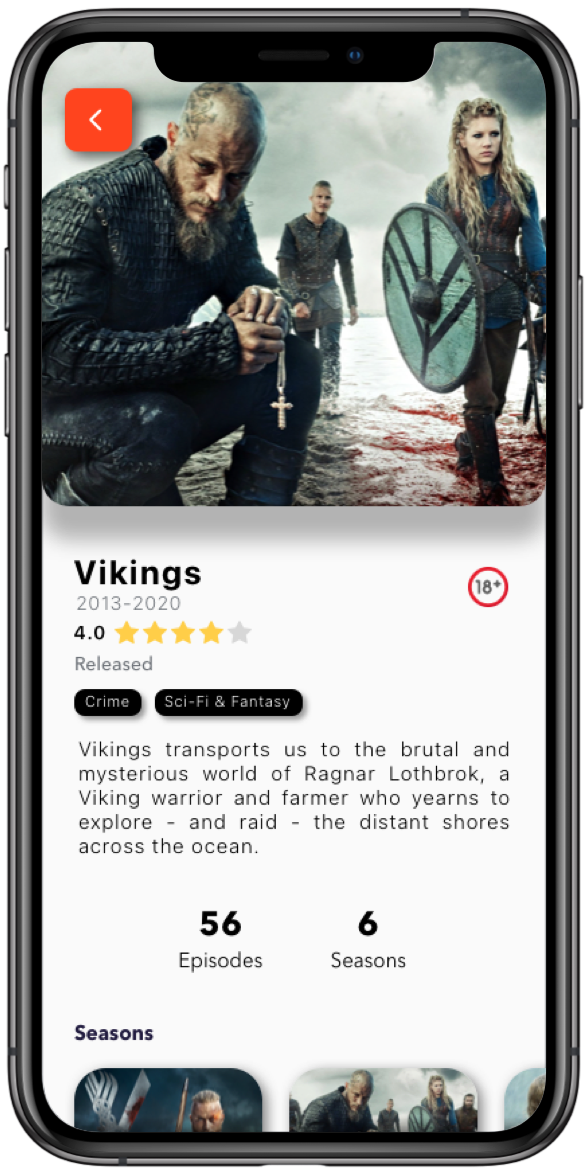 Vikings
18+
2013-2020
4.0
Released
Crime Sci-Fi & Fantasy
Vikings transports us to the brutal and
mysterious world of Ragnar Lothbrok, a
Viking warrior and farmer who yearns to
explore - and raid - the distant shores
across the ocean.
56 6
Episodes Seasons
Seasons